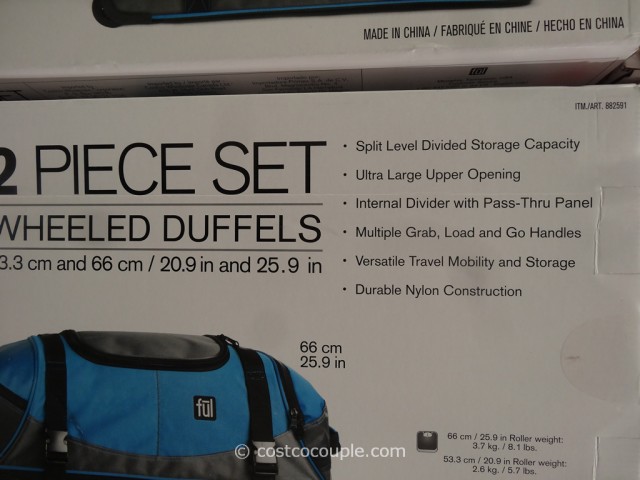 MADE IN CHINA / FABRIQUÉ EN CHINE / HECHO EN CHINA
fūl
ITM./ART. 882591
2 PIECE SET
WHEELED DUFFELS
3.3 cm and 66 cm / 20.9 in and 25.9 in
• Split Level Divided Storage Capacity
• Ultra Large Upper Opening
• Internal Divider with Pass-Thru Panel
• Multiple Grab, Load and Go Handles
• Versatile Travel Mobility and Storage
• Durable Nylon Construction
66 cm
25.9 in
fūl
© costcocouple.com
66 cm / 25.9 in Roller weight:
3.7 kg. / 8.1 lbs.
53.3 cm / 20.9 in Roller weight:
2.6 kg. / 5.7 lbs.